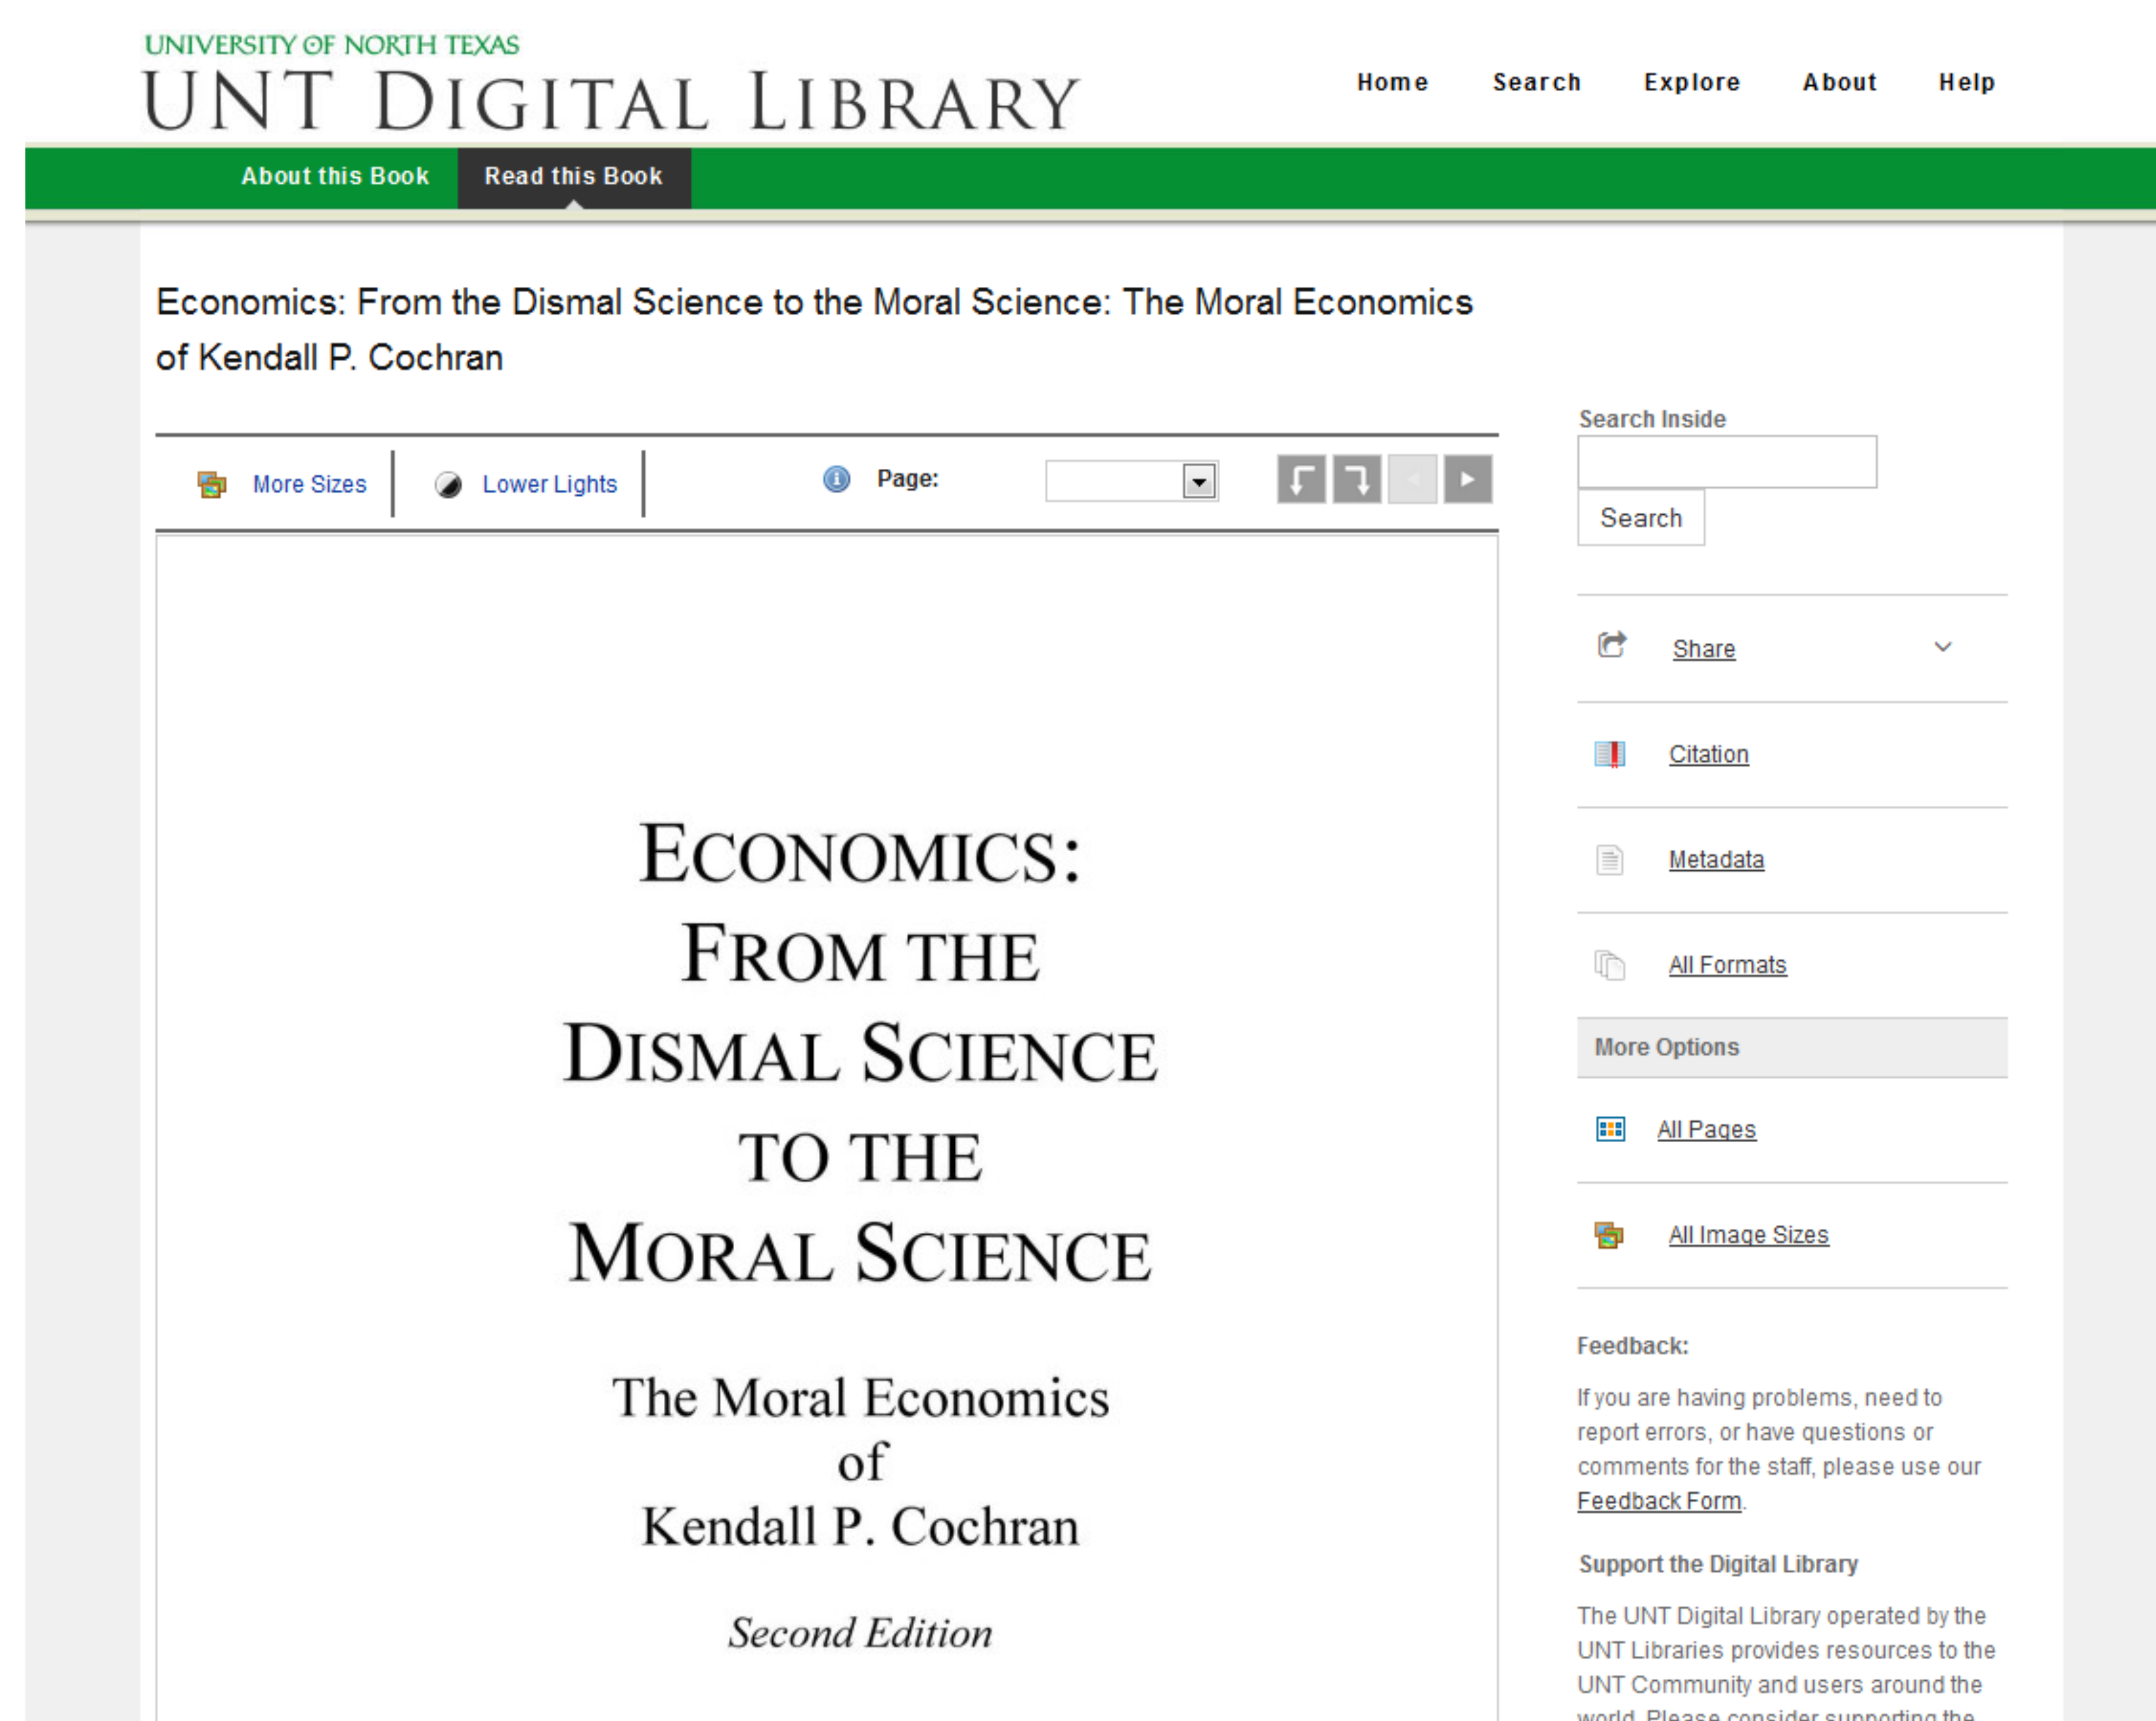 UNIVERSITY OF NORTH TEXAS
UNT DIGITAL LIBRARY
Home Search Explore About Help
About this Book Read this Book
Economics: From the Dismal Science to the Moral Science: The Moral Economics
of Kendall P. Cochran
More Sizes Lower Lights Page:
ECONOMICS:
FROM THE
DISMAL SCIENCE
TO THE
MORAL SCIENCE
The Moral Economics
of
Kendall P. Cochran
Second Edition
Search Inside
Search
Share
Citation
Metadata
All Formats
More Options
All Pages
All Image Sizes
Feedback:
If you are having problems, need to
report errors, or have questions or
comments for the staff, please use our
Feedback Form.
Support the Digital Library
The UNT Digital Library operated by the
UNT Libraries provides resources to the
UNT Community and users around the
world. Please consider supporting the